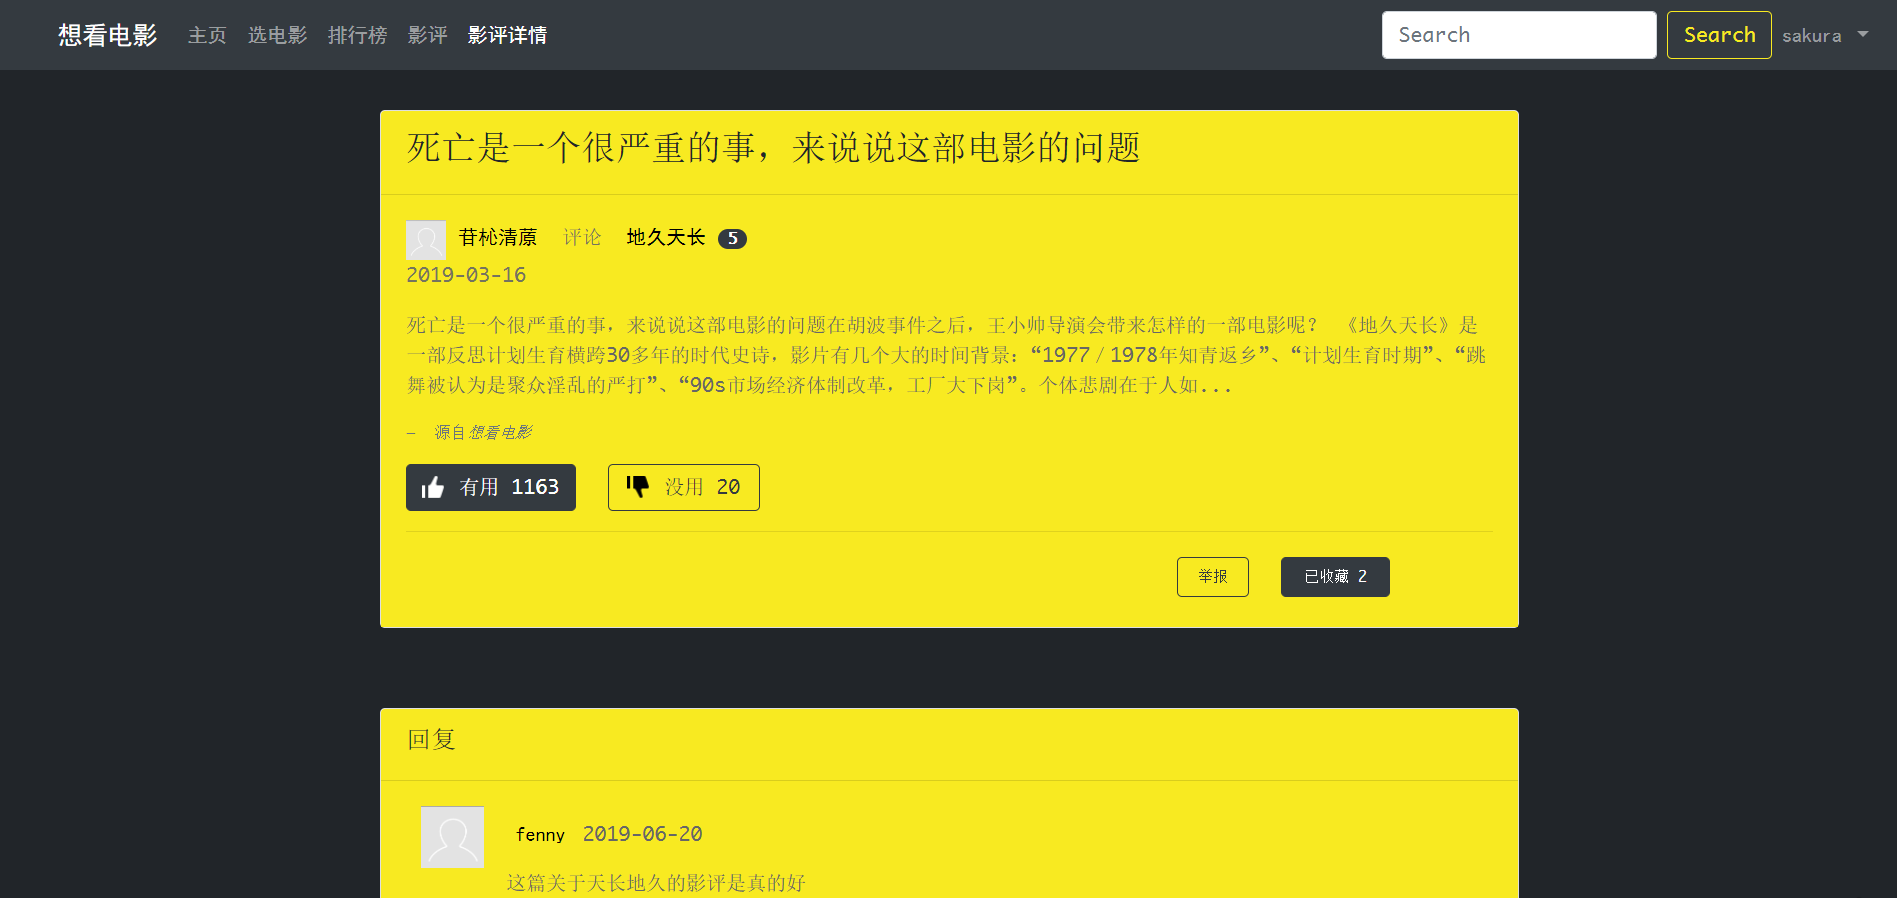 想看电影 主页 选电影 排行榜 影评 影评详情 Search Search sakura
死亡是一个很严重的事，来说说这部电影的问题
评论 地久天长 5
2019-03-16
死亡是一个很严重的事，来说说这部电影的问题在胡波事件之后，王小帅导演会带来怎样的一部电影呢？ 《地久天长》是
一部反思计划生育横跨30多年的时代史诗，影片有几个大的时间背景：“1977／1978年知青返乡”、“计划生育时期”、“跳
舞被认为是聚众淫乱的严打”、“90s市场经济体制改革，工厂大下岗”。个体悲剧在于人如...
— 源自想看电影
有用 1163 没用 20
举报 已收藏 2
回复
fenny 2019-06-20
这篇关于天长地久的影评是真的好